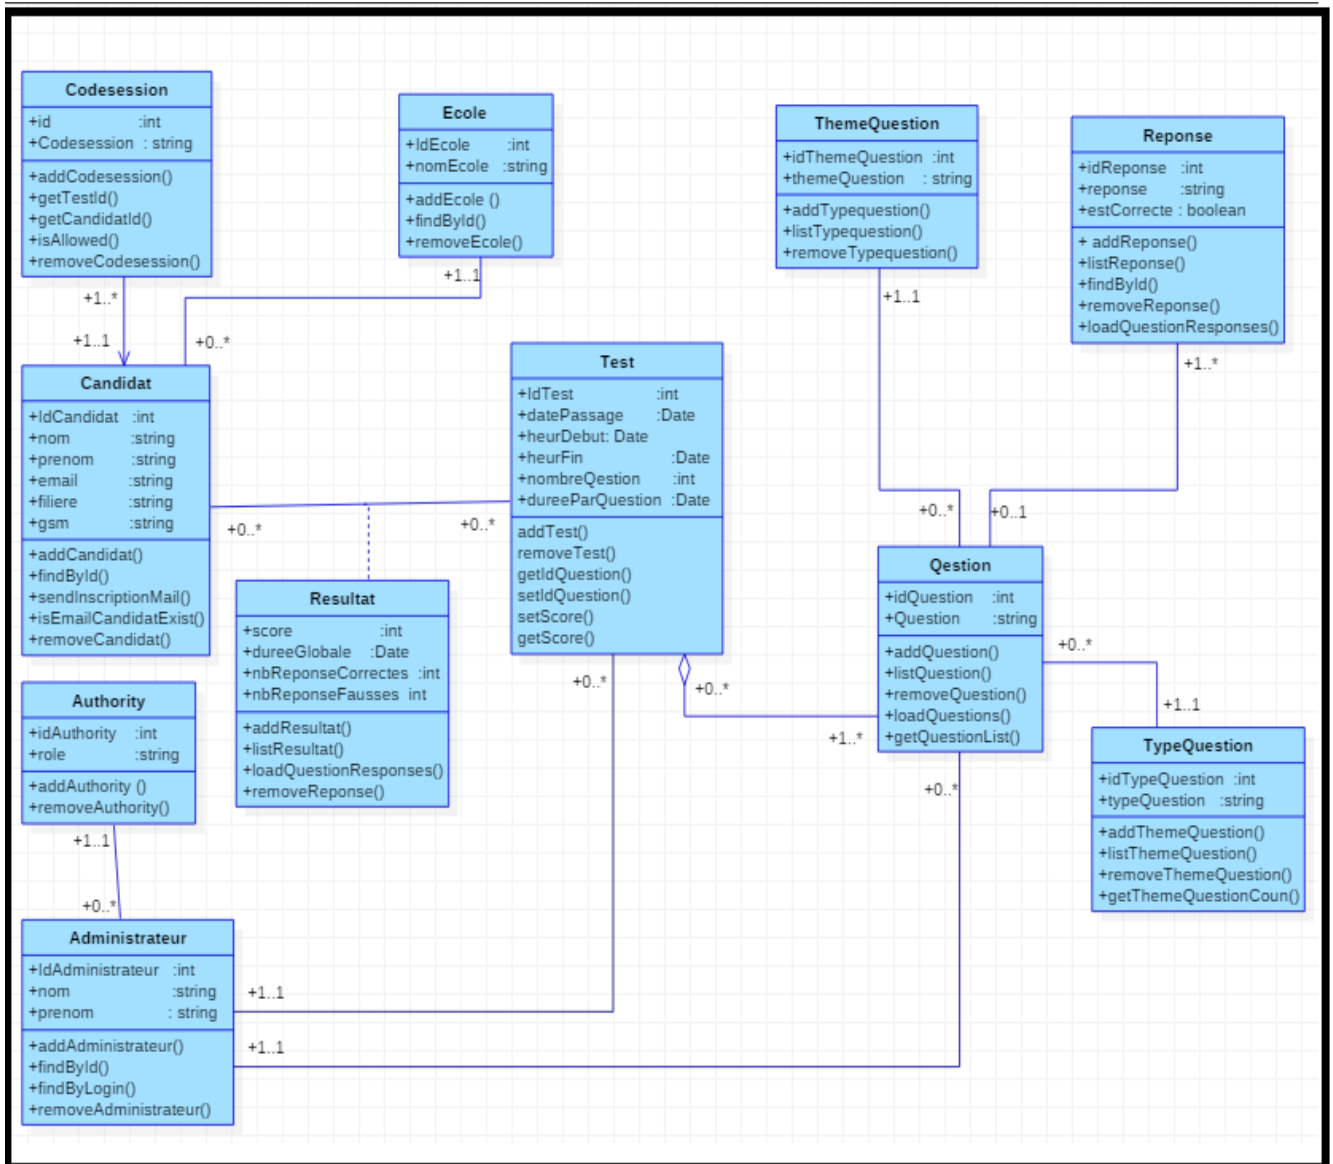 Codesession
+id :int
+Codesession : string
+addCodesession()
+getTestId()
+getCandidatId()
+isAllowed()
+removeCodesession()
+1..*
+1..1
Ecole
+IdEcole :int
+nomEcole :string
+addEcole ()
+findById()
+removeEcole()
+1..1
+0..*
ThemeQuestion
+idThemeQuestion :int
+themeQuestion : string
+addTypequestion()
+listTypequestion()
+removeTypequestion()
+1..1
+0..*
Reponse
+idReponse :int
+reponse :string
+estCorrecte : boolean
+ addReponse()
+listReponse()
+findById()
+removeReponse()
+loadQuestionResponses()
+1..*
+0..1
Candidat
+IdCandidat :int
+nom :string
+prenom :string
+email :string
+filiere :string
+gsm :string
+addCandidat()
+findById()
+sendInscriptionMail()
+isEmailCandidatExist()
+removeCandidat()
+0..*
+0..*
Test
+IdTest :int
+datePassage :Date
+heurDebut: Date
+heurFin :Date
+nombreQestion :int
+dureeParQuestion :Date
addTest()
removeTest()
getIdQuestion()
setIdQuestion()
setScore()
getScore()
+0..*
+0..*
+1..*
Resultat
+score :int
+dureeGlobale :Date
+nbReponseCorrectes :int
+nbReponseFausses int
+addResultat()
+listResultat()
+loadQuestionResponses()
+removeReponse()
Qestion
+idQuestion :int
+Question :string
+addQuestion()
+listQuestion()
+removeQuestion()
+loadQuestions()
+getQuestionList()
+0..*
+1..1
+0..*
TypeQuestion
+idTypeQuestion :int
+typeQuestion :string
+addThemeQuestion()
+listThemeQuestion()
+removeThemeQuestion()
+getThemeQuestionCoun()
Authority
+idAuthority :int
+role :string
+addAuthority ()
+removeAuthority()
+1..1
+0..*
Administrateur
+IdAdministrateur :int
+nom :string
+prenom : string
+addAdministrateur()
+findById()
+findByLogin()
+removeAdministrateur()
+1..1
+1..1